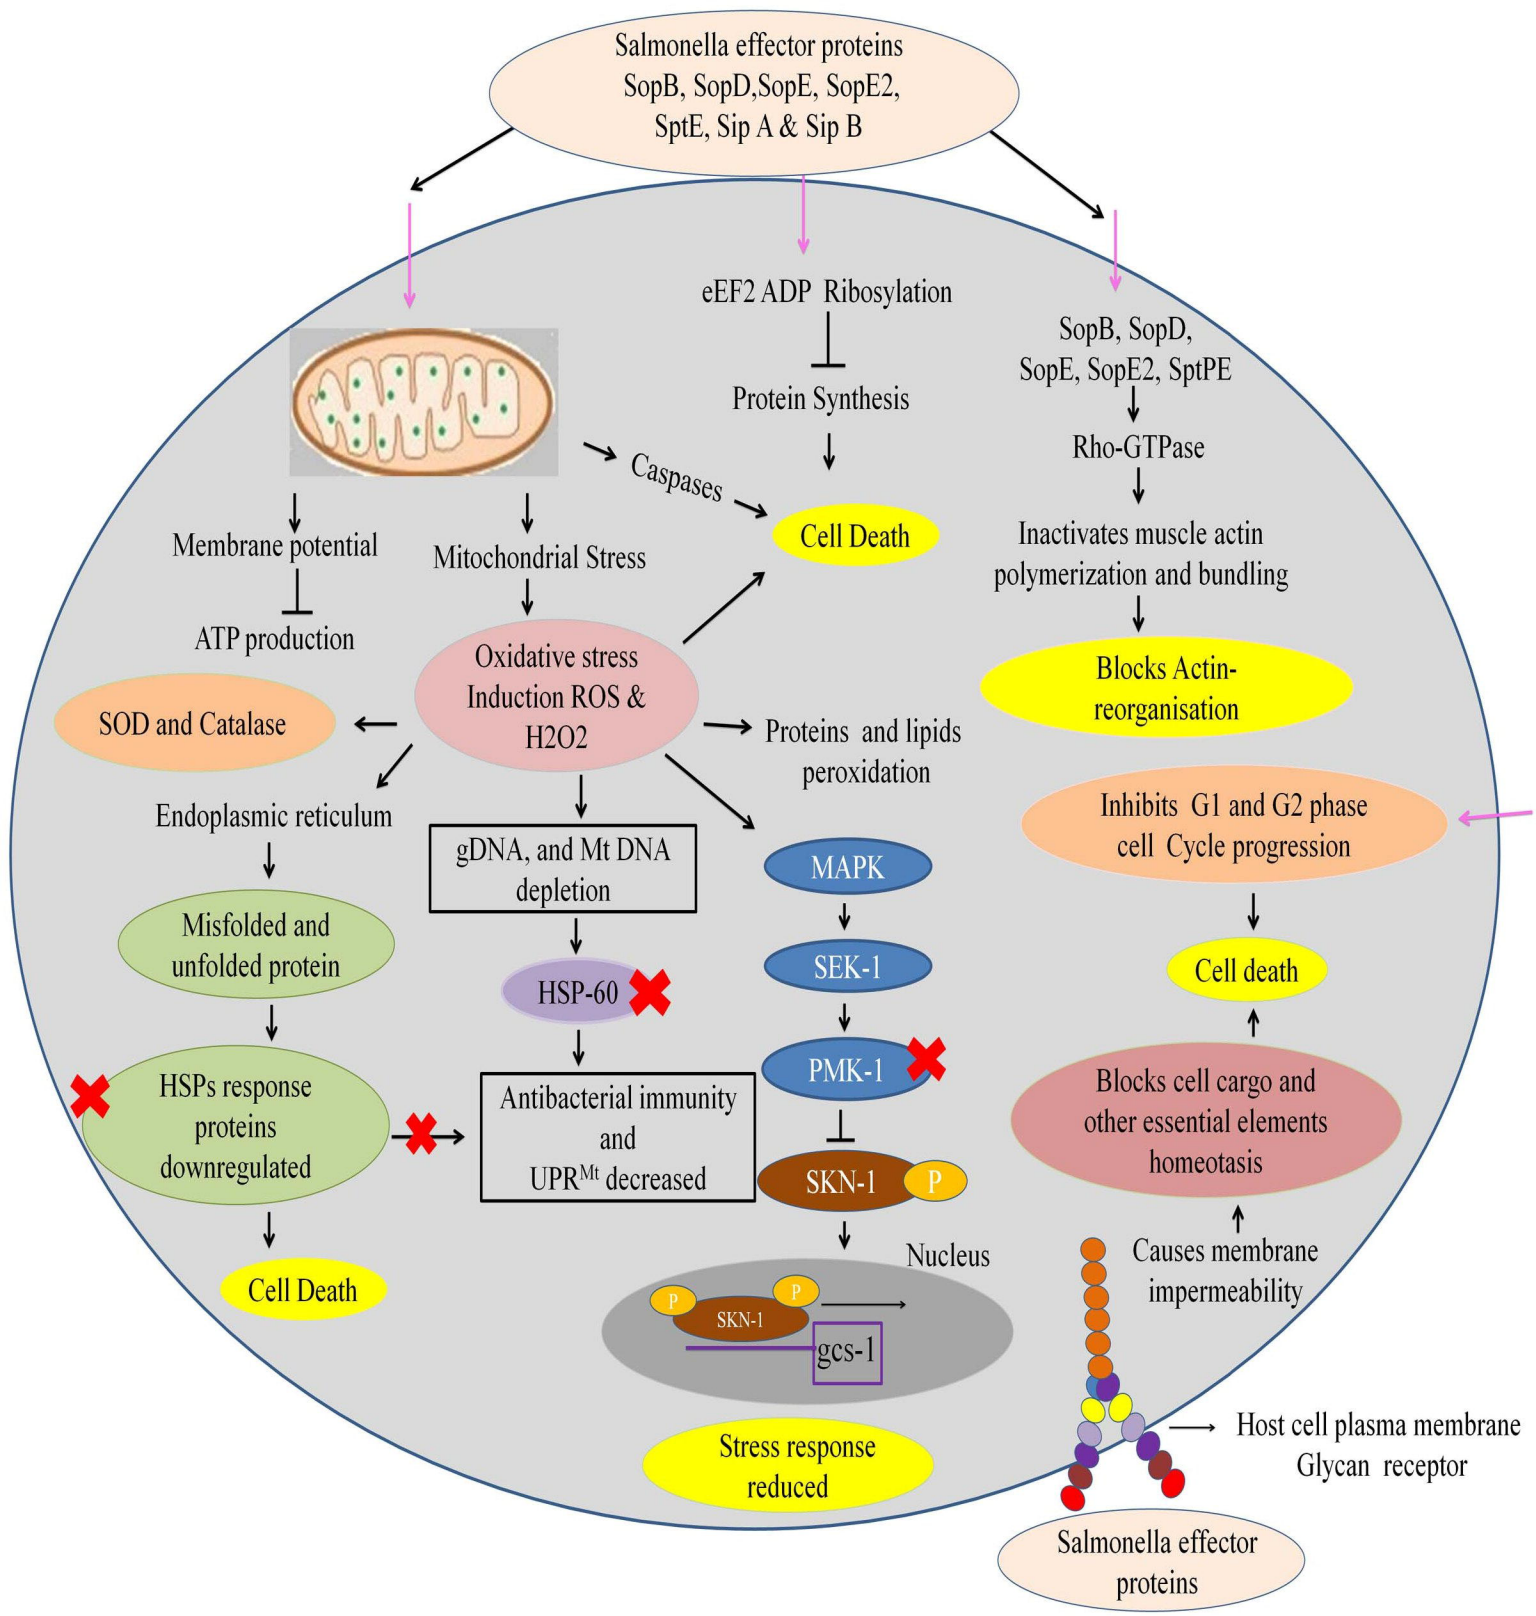 Salmonella effector proteins
SopB, SopD,SopE, SopE2,
SptE, Sip A & Sip B
eEF2 ADP Ribosylation
Protein Synthesis
Caspases
Cell Death
SopB, SopD,
SopE, SopE2, SptPE
Rho-GTPase
Inactivates muscle actin
polymerization and bundling
Blocks Actin-
reorganisation
Membrane potential
ATP production
Mitochondrial Stress
Oxidative stress
Induction ROS &
H2O2
SOD and Catalase
Proteins and lipids
peroxidation
Endoplasmic reticulum
Misfolded and
unfolded protein
HSPs response
proteins
downregulated
Cell Death
gDNA, and Mt DNA
depletion
HSP-60
Antibacterial immunity
and
UPRMt decreased
MAPK
SEK-1
PMK-1
SKN-1
P
Nucleus
P
P
SKN-1
gcs-1
Stress response
reduced
Inhibits G1 and G2 phase
cell Cycle progression
Cell death
Blocks cell cargo and
other essential elements
homeotasis
Causes membrane
impermeability
Host cell plasma membrane
Glycan receptor
Salmonella effector
proteins